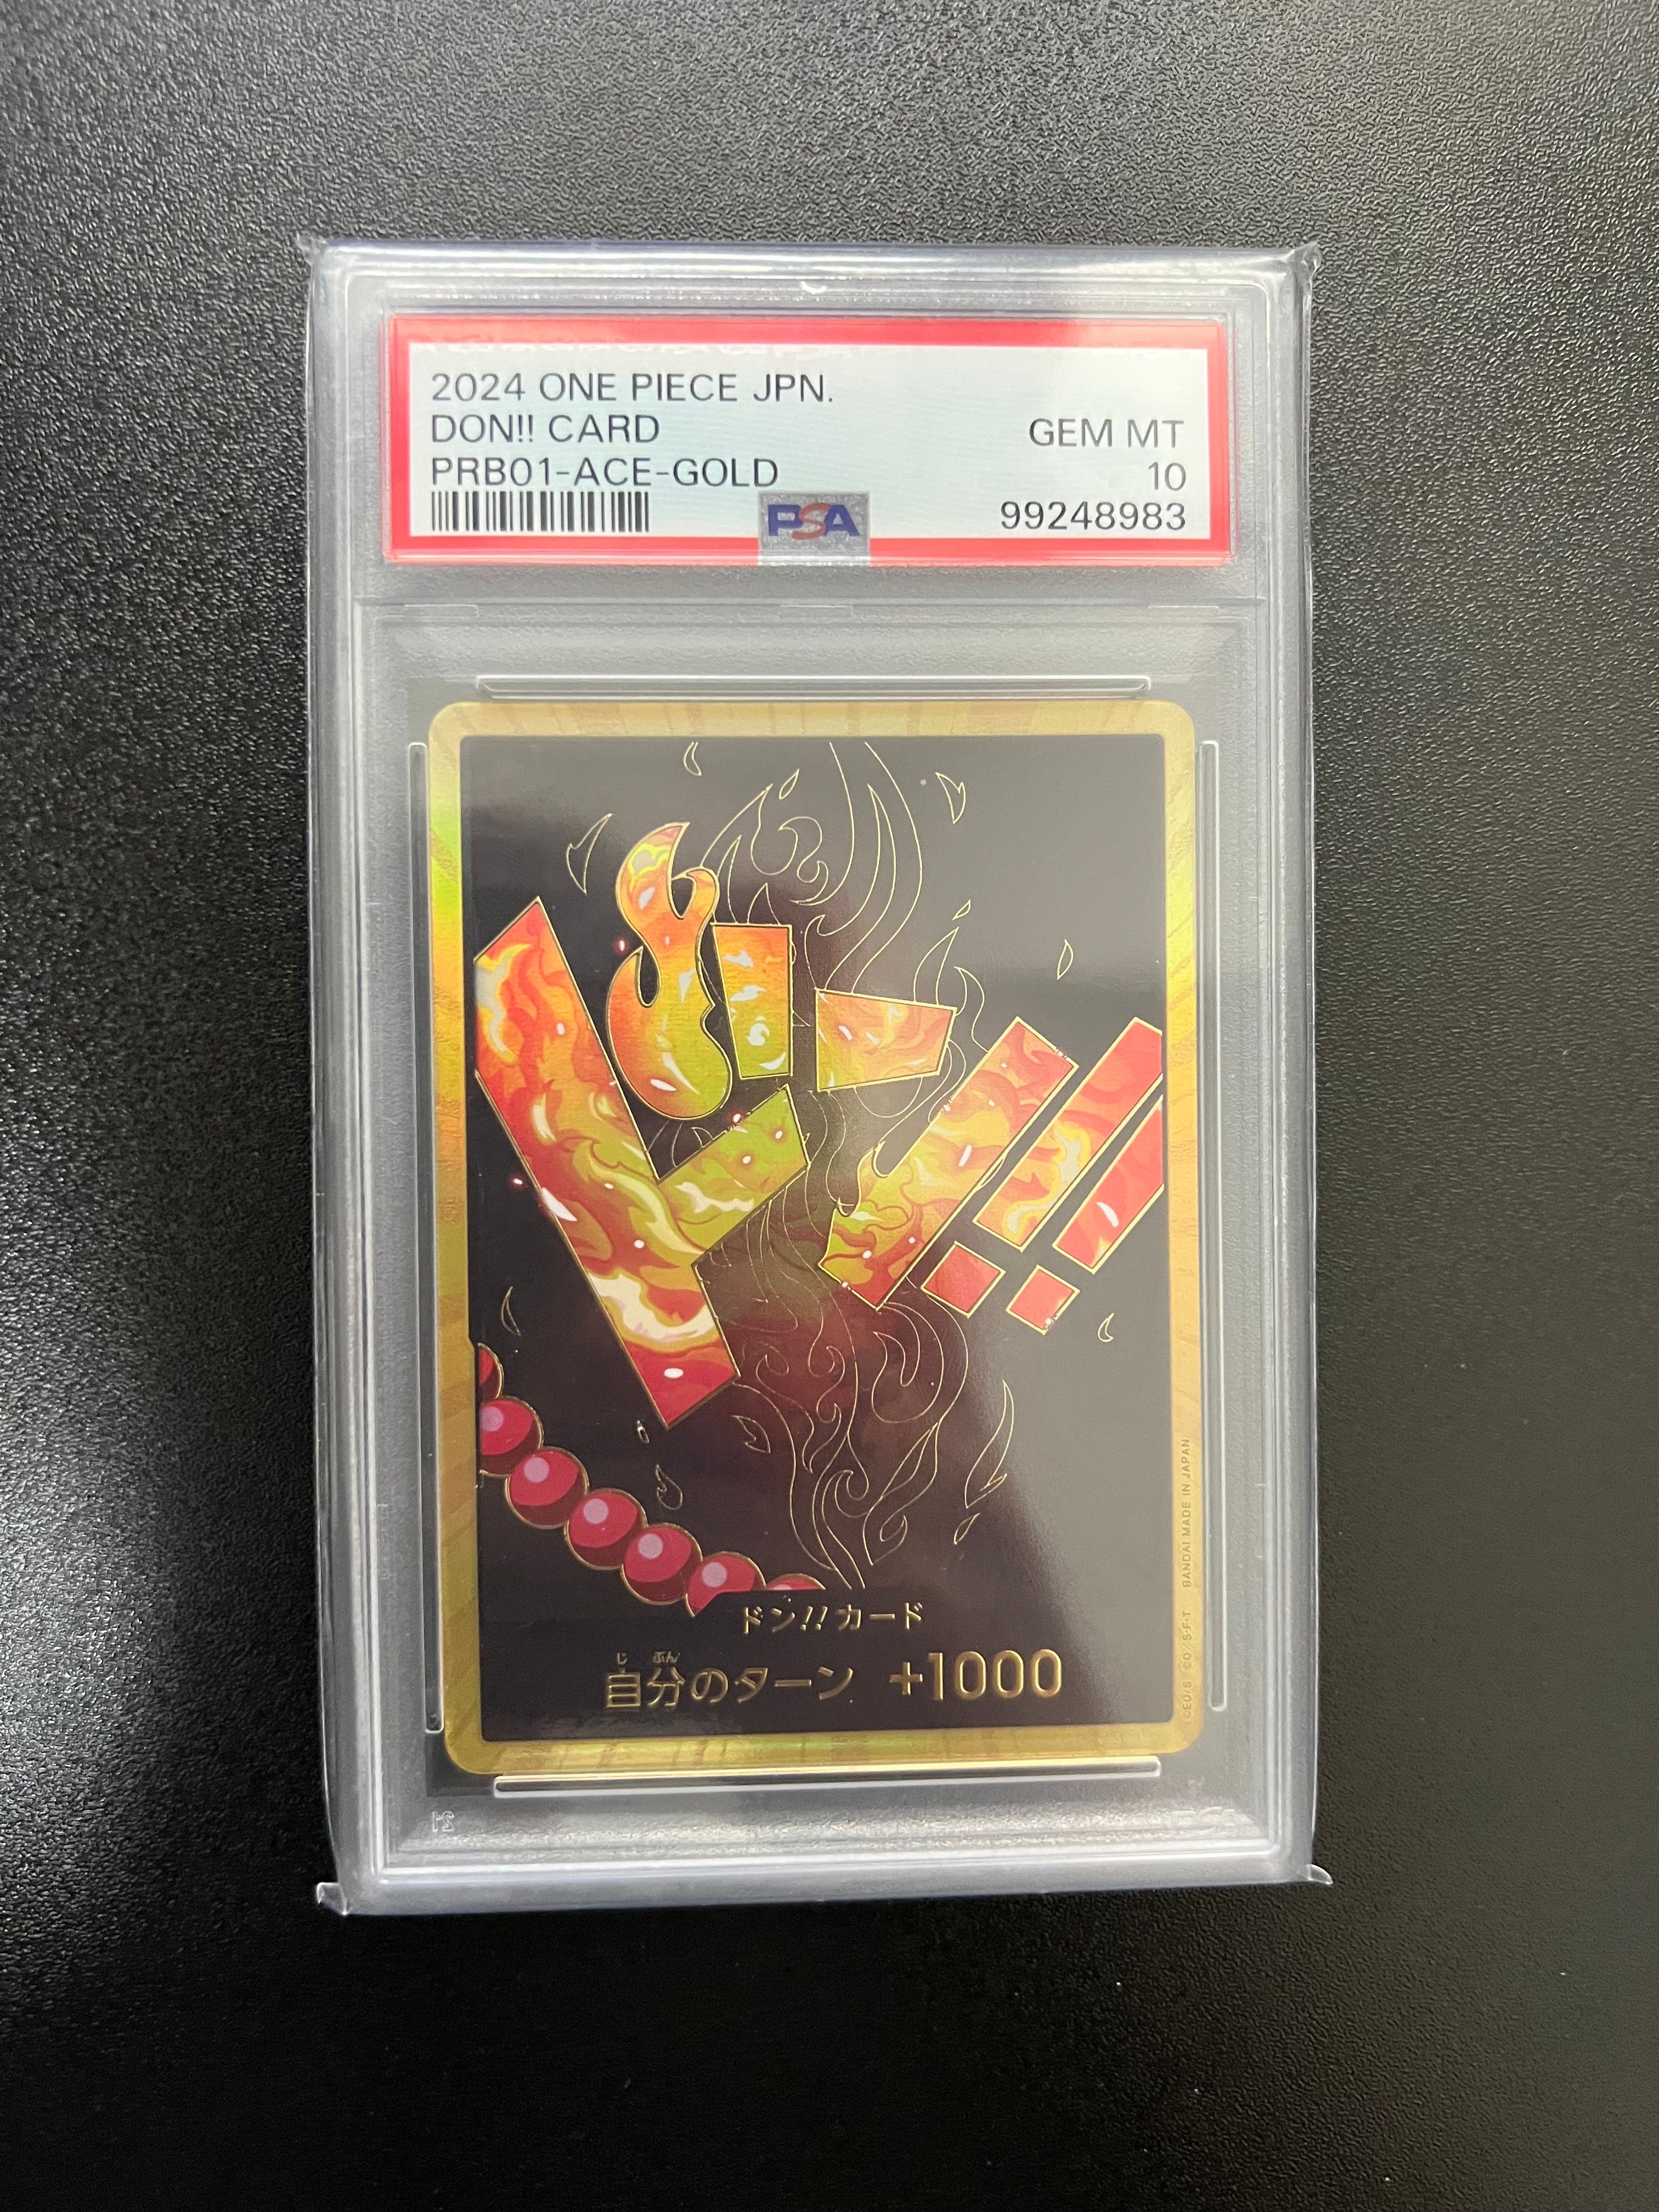 2024 ONE PIECE JPN.
DON!! CARD
GEM MT
PRB01-ACE-GOLD
10
PSA
99248983
ドン!!
ドン!!カード
じ ぶん
自分のターン +1000
BANDAI MADE IN JAPAN